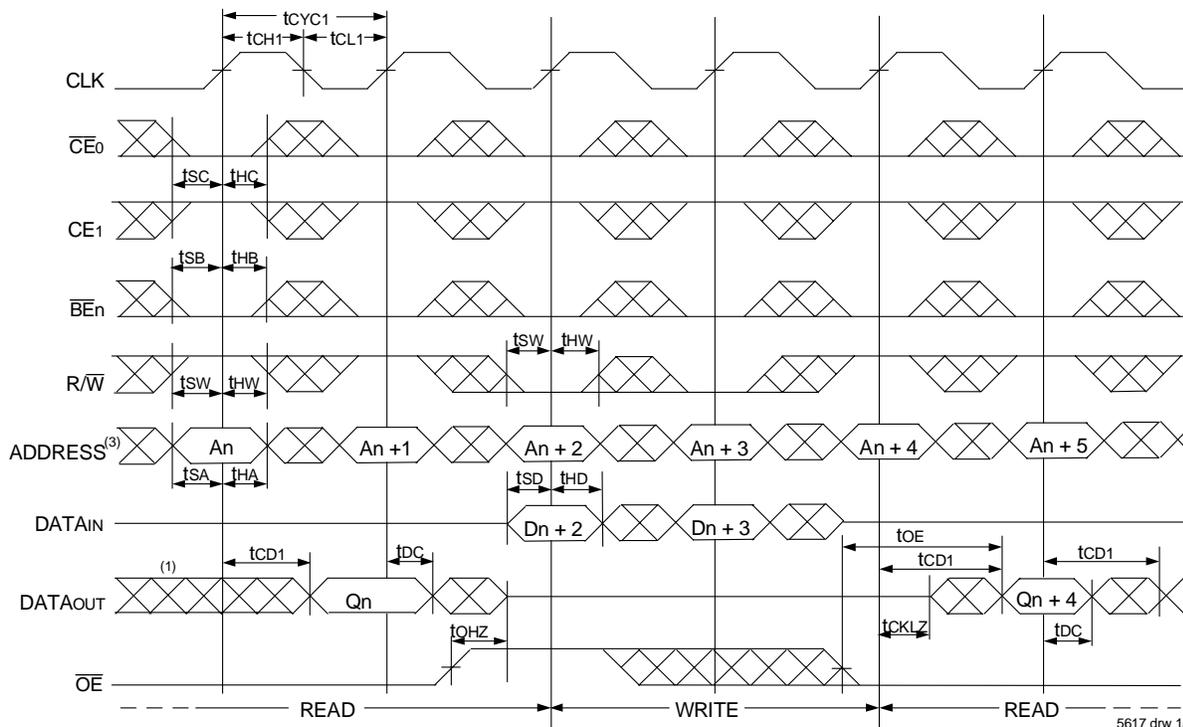 tCYC1
tCH1 tCL1
CLK
CE0
tSC tHC
CE1
tSB tHB
BEn
tSW tHW
R/W
tSW tHW
ADDRESS(3) An An +1 An + 2 An + 3 An + 4 An + 5
tSA tHA tSD tHD
DATAIN Dn + 2 Dn + 3
tOE
tCD1 tDC tCD1 tCD1
(1)
DATAOUT Qn Qn + 4
tOHZ tCKLZ tDC
OE
READ WRITE READ
5617 drw 1